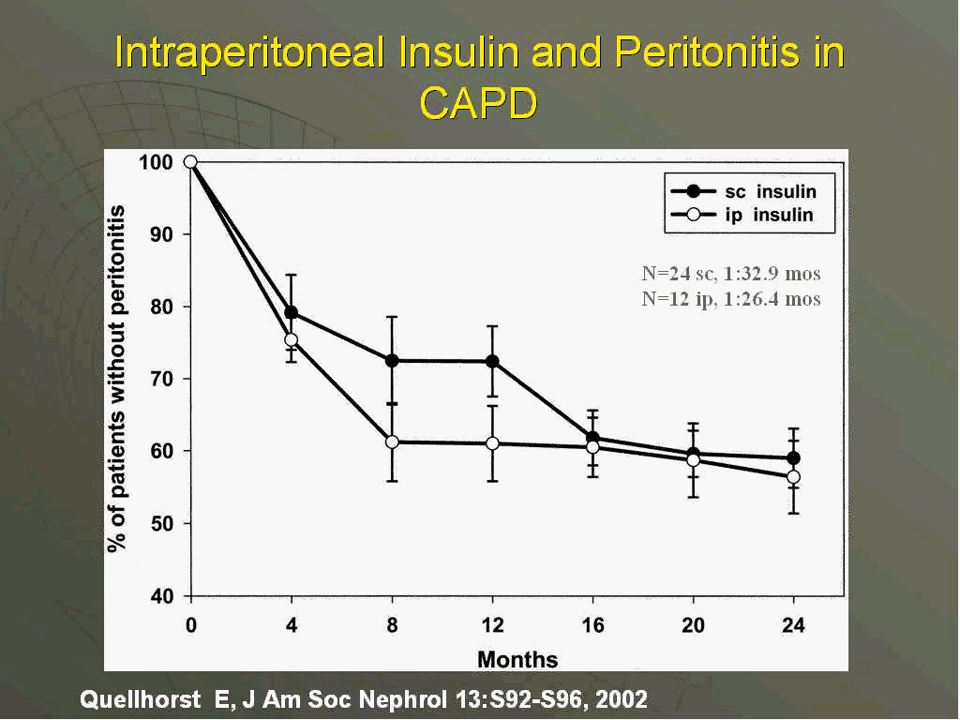 Intraperitoneal Insulin and Peritonitis in
CAPD
sc insulin
ip insulin
N=24 sc, 1:32.9 mos
N=12 ip, 1:26.4 mos
% of patients without peritonitis
100
90
80
70
60
50
40
0 4 8 12 16 20 24
Months
Quellhorst E, J Am Soc Nephrol 13:S92-S96, 2002